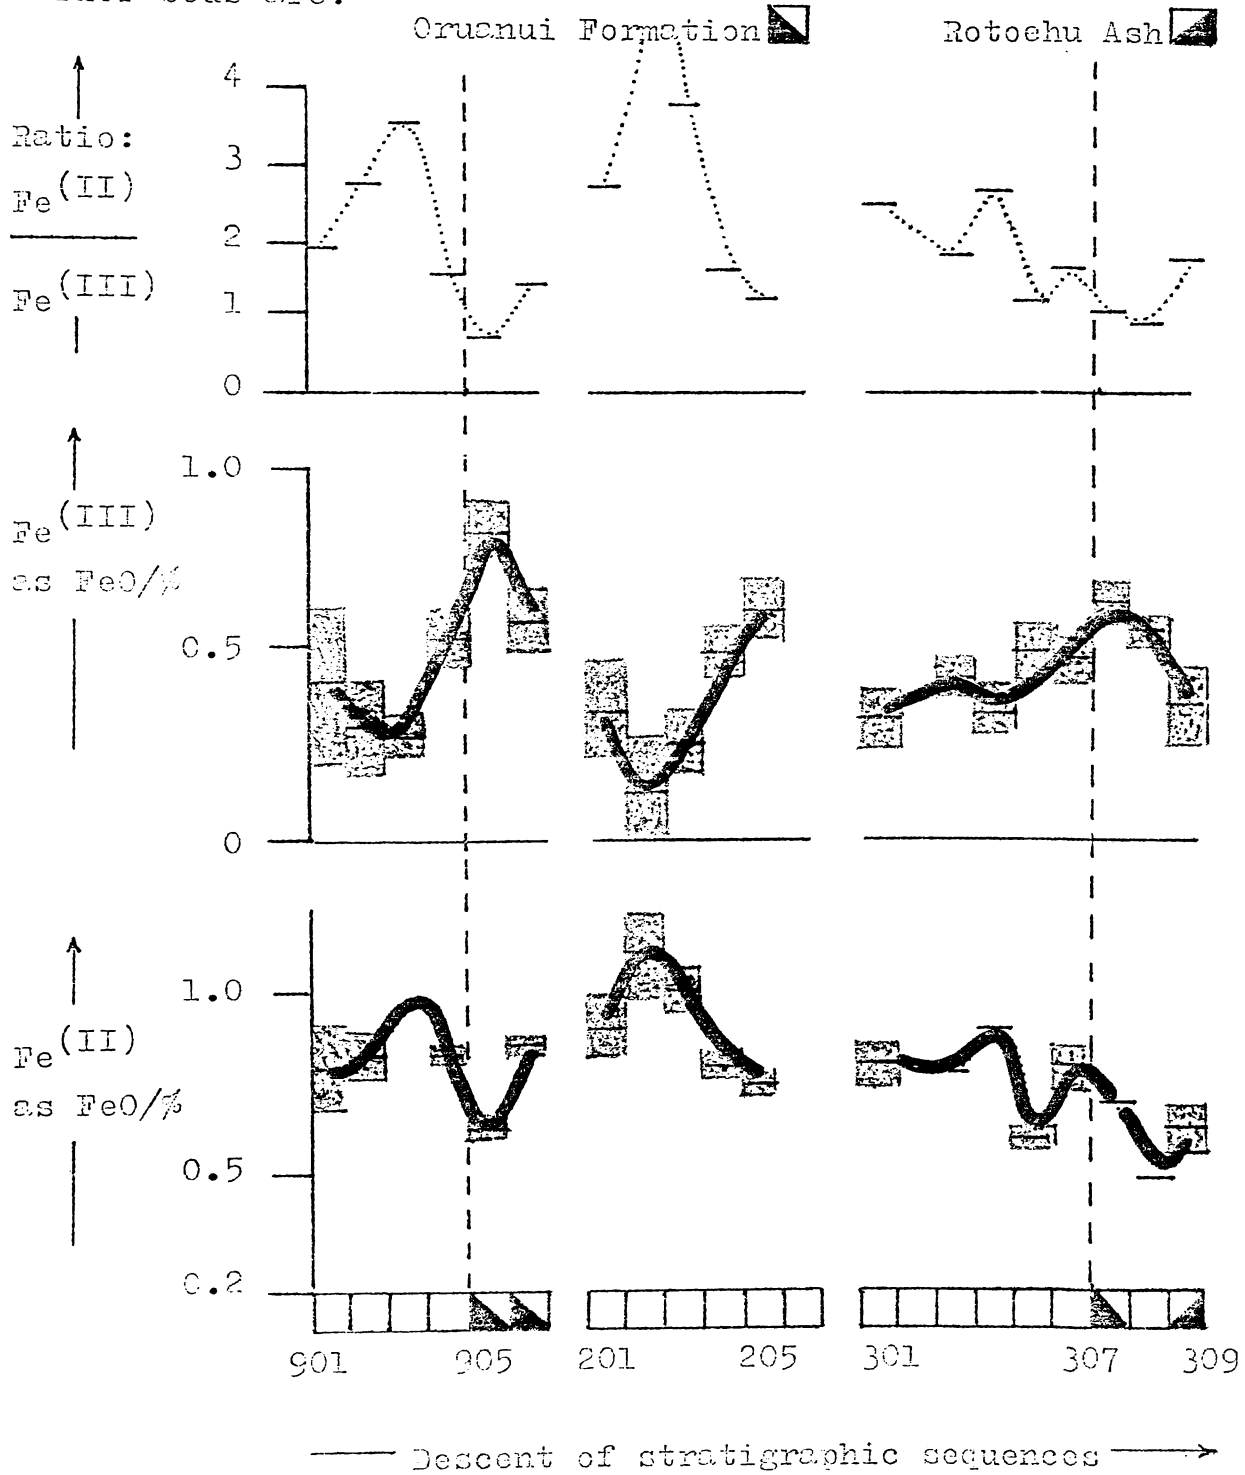 Oruanui Formation
Rotoehu Ash
Ratio:
Fe(II)
Fe(III)
4
3
2
1
0
Fe(III)
as FeO/%
1.0
0.5
0
Fe(II)
as FeO/%
1.0
0.5
0.2
901 905 201 205 301 307 309
Descent of stratigraphic sequences